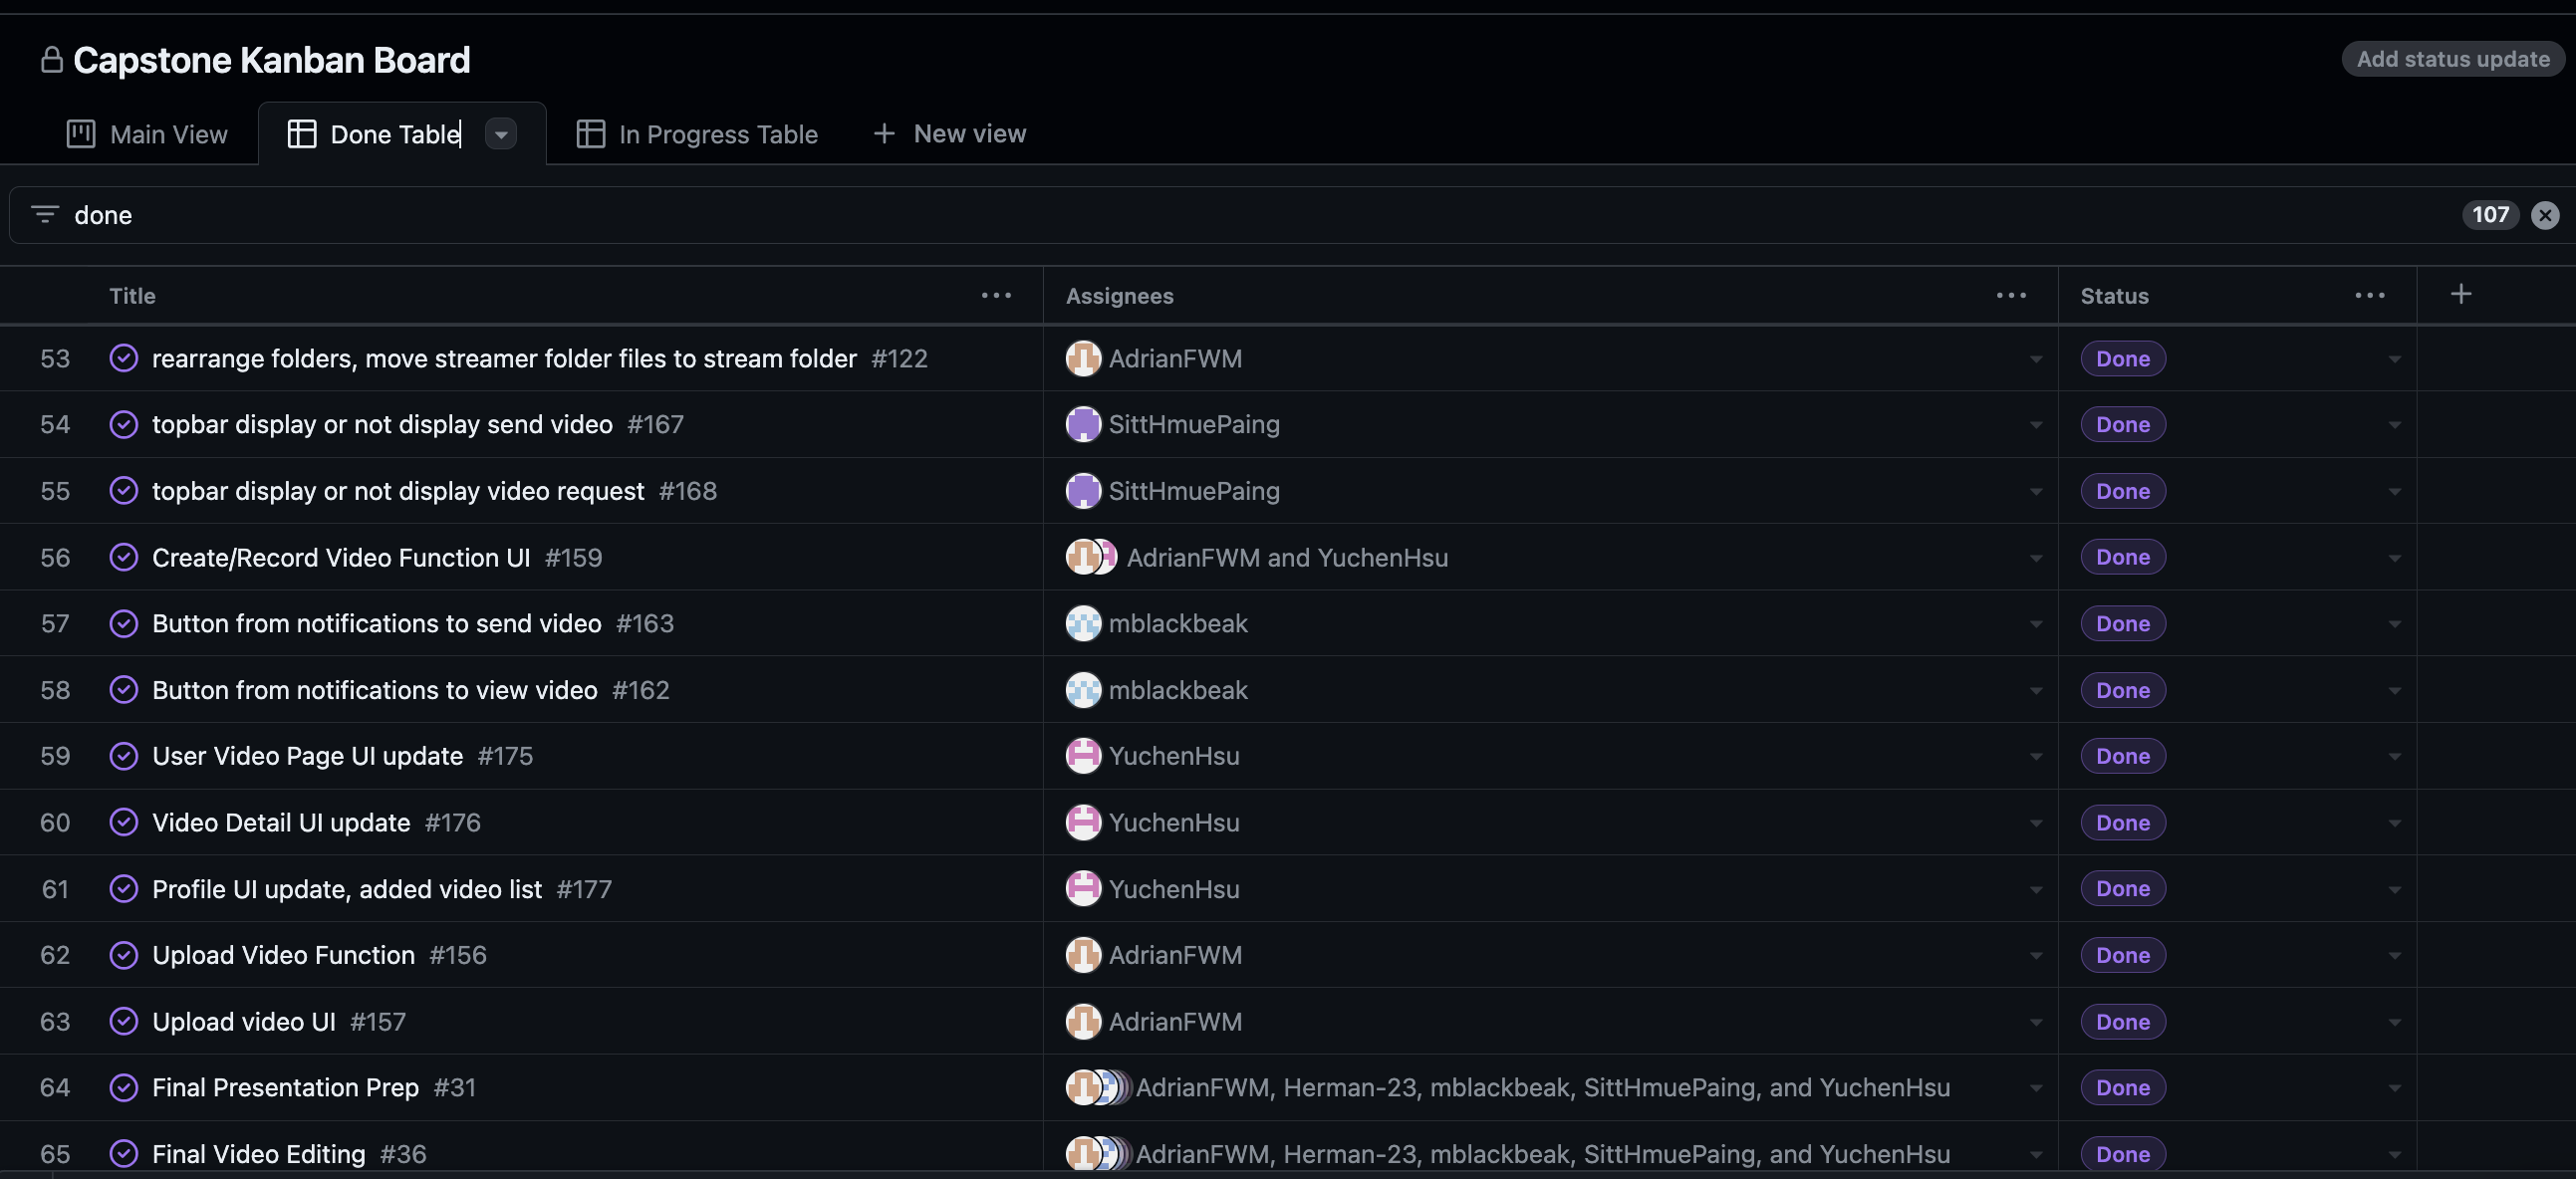 Capstone Kanban Board
Add status update
Main View
Done Table
In Progress Table
New view
done
107
Title Assignees Status
53 rearrange folders, move streamer folder files to stream folder #122 AdrianFWM Done
54 topbar display or not display send video #167 SittHmuePaing Done
55 topbar display or not display video request #168 SittHmuePaing Done
56 Create/Record Video Function UI #159 AdrianFWM and YuchenHsu Done
57 Button from notifications to send video #163 mblackbeak Done
58 Button from notifications to view video #162 mblackbeak Done
59 User Video Page UI update #175 YuchenHsu Done
60 Video Detail UI update #176 YuchenHsu Done
61 Profile UI update, added video list #177 YuchenHsu Done
62 Upload Video Function #156 AdrianFWM Done
63 Upload video UI #157 AdrianFWM Done
64 Final Presentation Prep #31 AdrianFWM, Herman-23, mblackbeak, SittHmuePaing, and YuchenHsu Done
65 Final Video Editing #36 AdrianFWM, Herman-23, mblackbeak, SittHmuePaing, and YuchenHsu Done